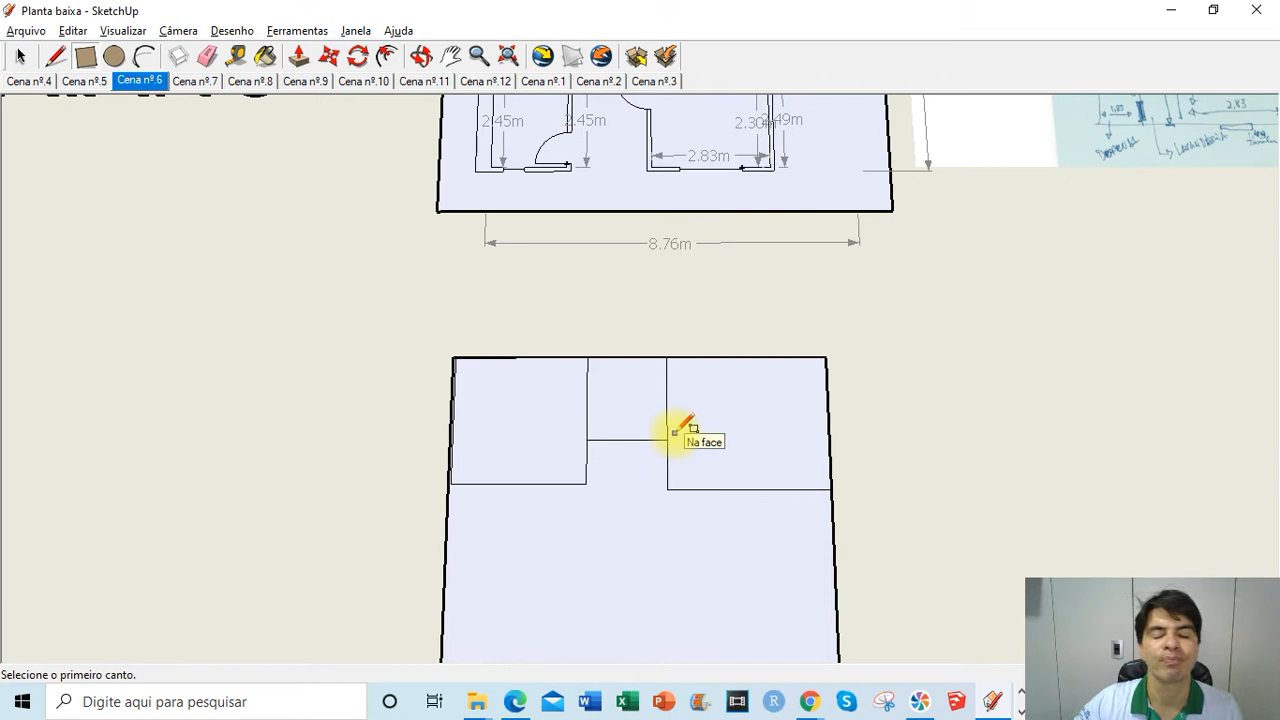 Planta baixa - SketchUp
Arquivo Editar Visualizar Câmera Desenho Ferramentas Janela Ajuda
Cena nº.4 Cena nº.5 Cena nº.6 Cena nº.7 Cena nº.8 Cena nº.9 Cena nº.10 Cena nº.11 Cena nº.12 Cena nº.1 Cena nº.2 Cena nº.3
2.83
2.45m 2.45m 2.30m 2.49m
2.83m
8.76m
Na face
Selecione o primeiro canto.
Digite aqui para pesquisar